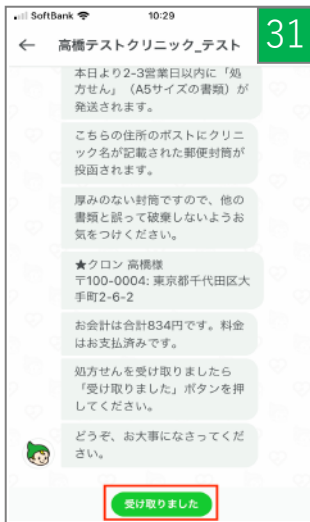 SoftBank 10:29
31
← 高橋テストクリニック_テスト
本日より2-3営業日以内に「処
方せん」（A5サイズの書類）が
発送されます。
こちらの住所のポストにクリニ
ック名が記載された郵便封筒が
投函されます。
厚みのない封筒ですので、他の
書類と誤って破棄しないようお
気をつけください。
★クロン 高橋様
〒100-0004: 東京都千代田区大
手町2-6-2
お会計は合計834円です。料金
はお支払済みです。
処方せんを受け取りましたら
「受け取りました」ボタンを押
してください。
どうぞ、お大事になさってくだ
さい。
受け取りました